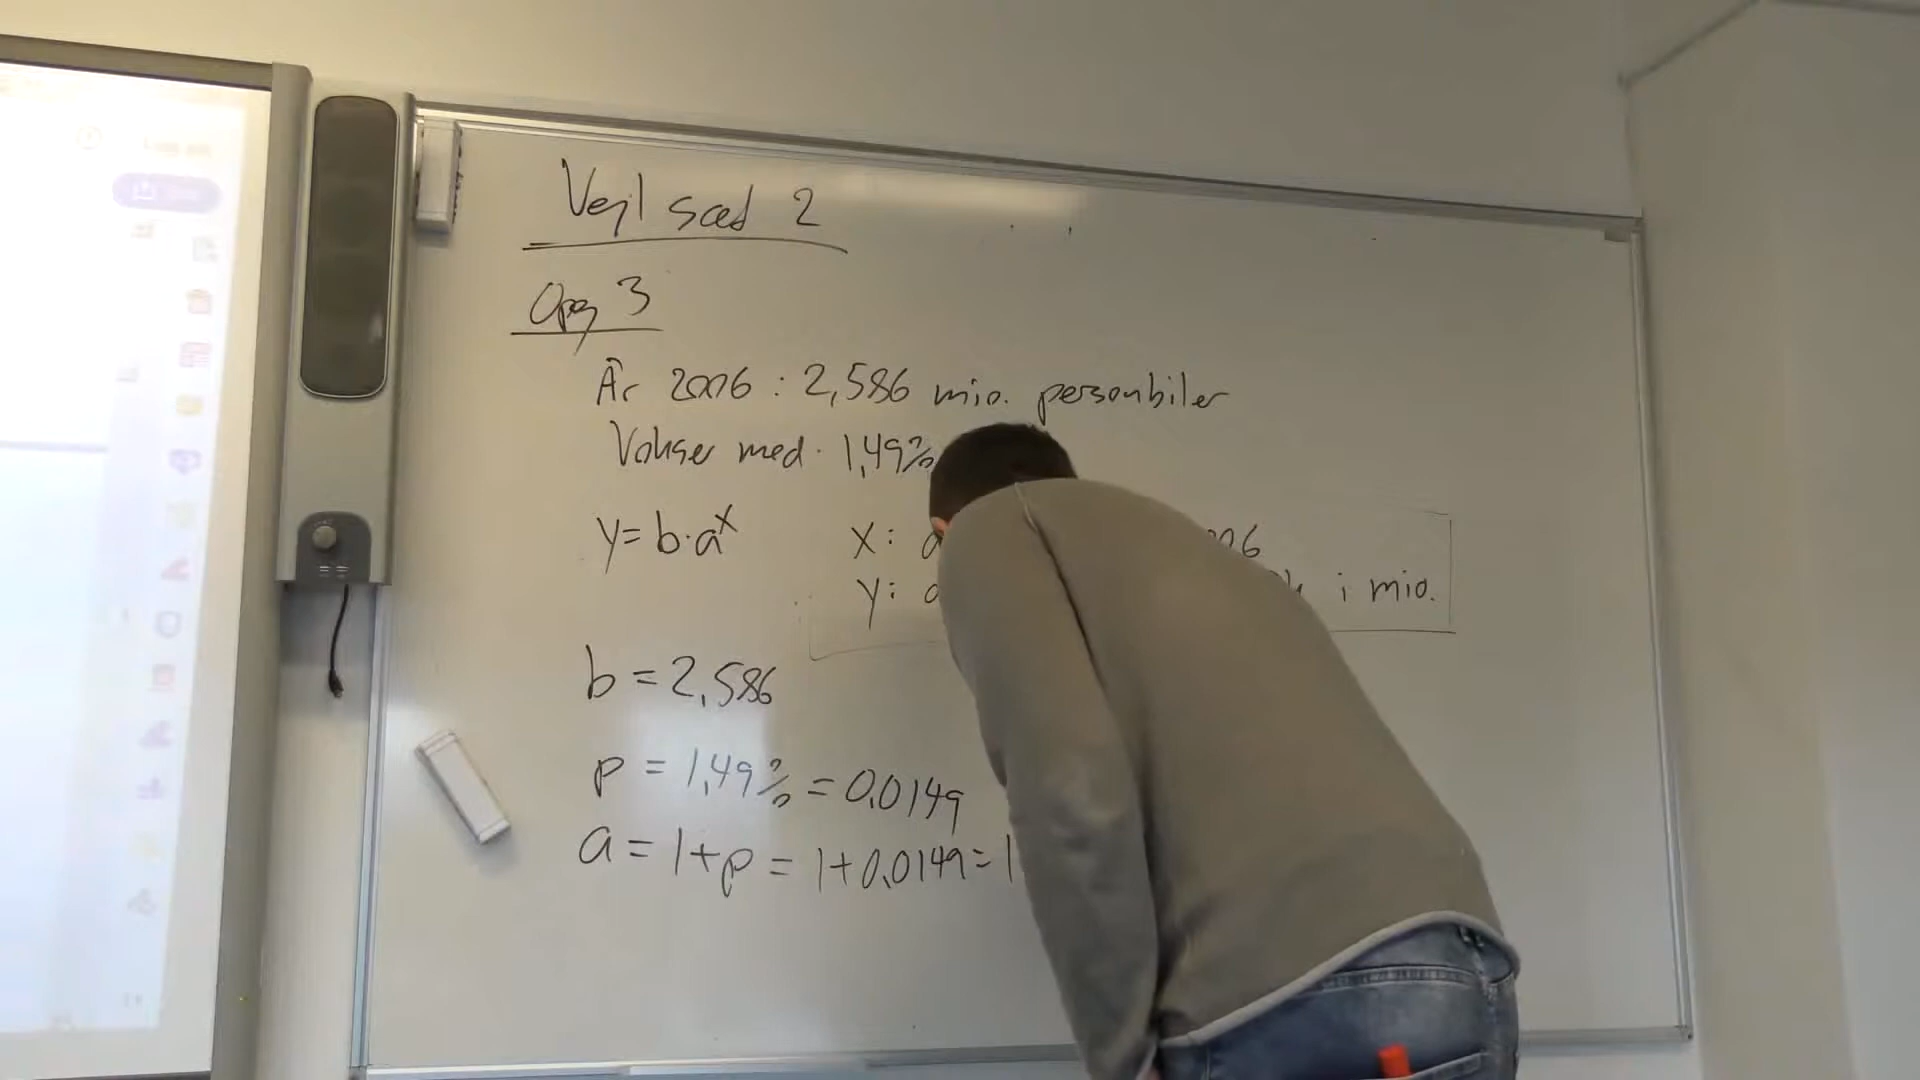 Vejl sæt 2
Opg 3
År 2006 : 2,586 mio. personbiler
Vokser med 1,49%
y = b·a^x
x:
06
y:
i mio.
b = 2,586
p = 1,49% = 0,0149
a = 1+p = 1+0,0149 = 1